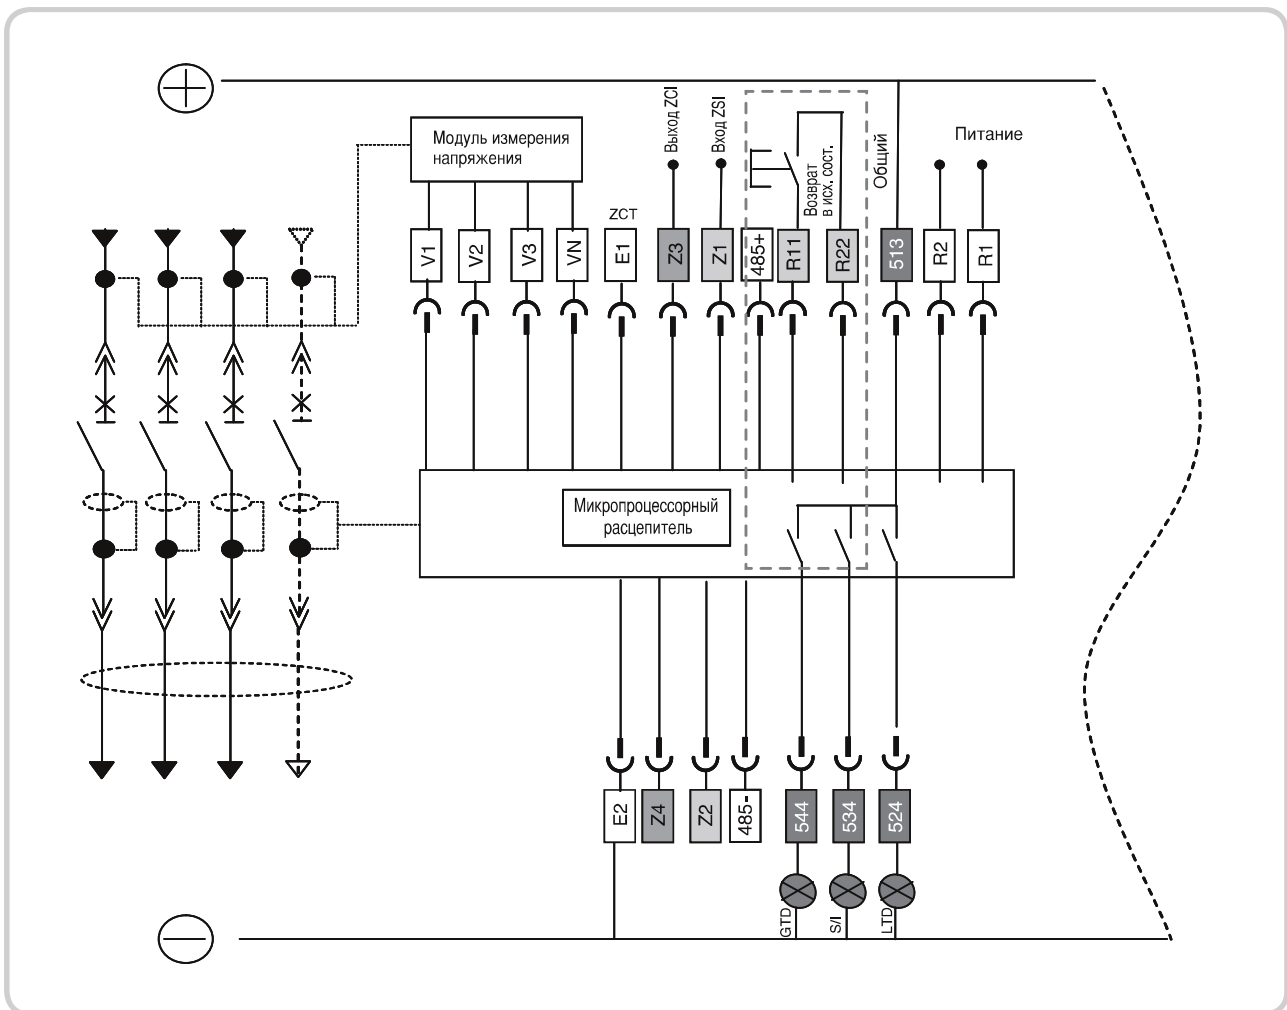 Модуль измерения
напряжения
Выход ZCI
Вход ZSI
Возврат
в исх. сост.
Общий
Питание
ZCT
V1
V2
V3
VN
E1
Z3
Z1
485+
R11
R22
513
R2
R1
Микропроцессорный
расцепитель
E2
Z4
Z2
485-
544
534
524
GTD
S/I
LTD